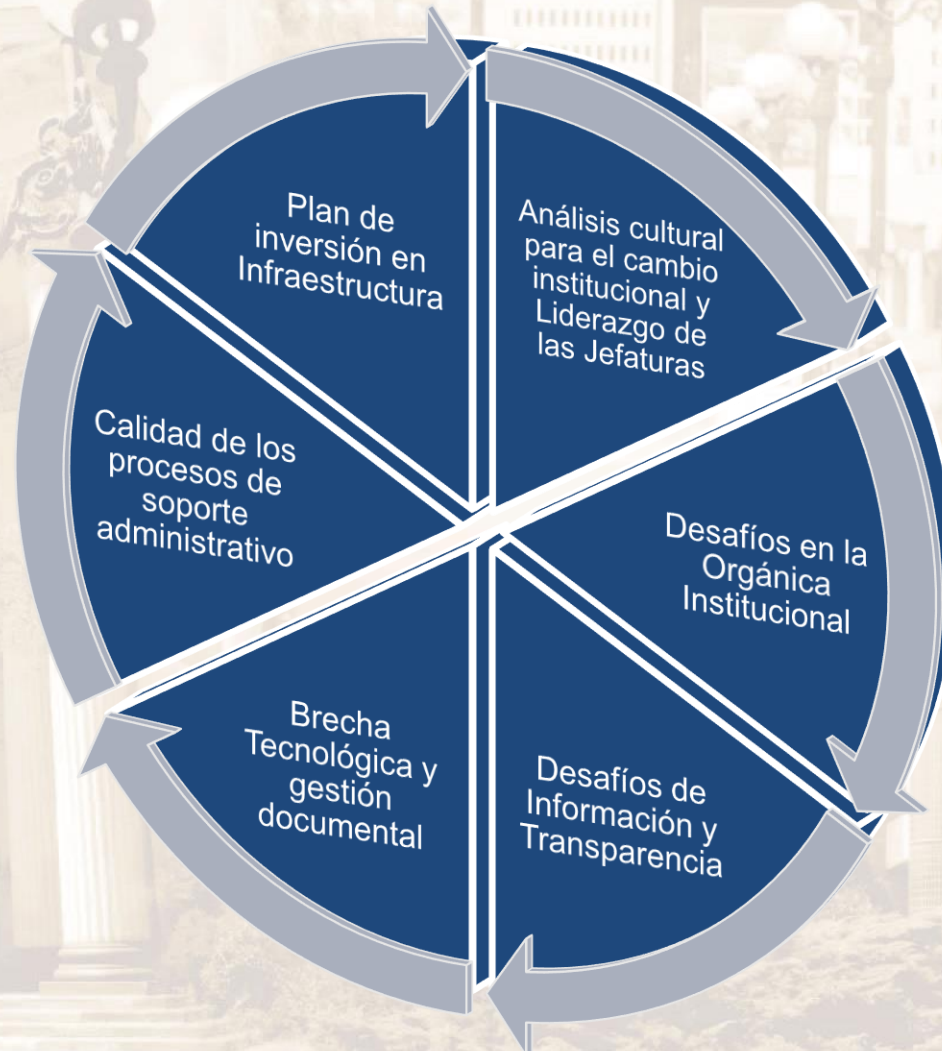 Plan de
inversión en
Infraestructura
Análisis cultural
para el cambio
institucional y
Liderazgo de
las Jefaturas
Desafíos en la
Orgánica
Institucional
Desafíos de
Información y
Transparencia
Brecha
Tecnológica y
gestión
documental
Calidad de los
procesos de
soporte
administrativo